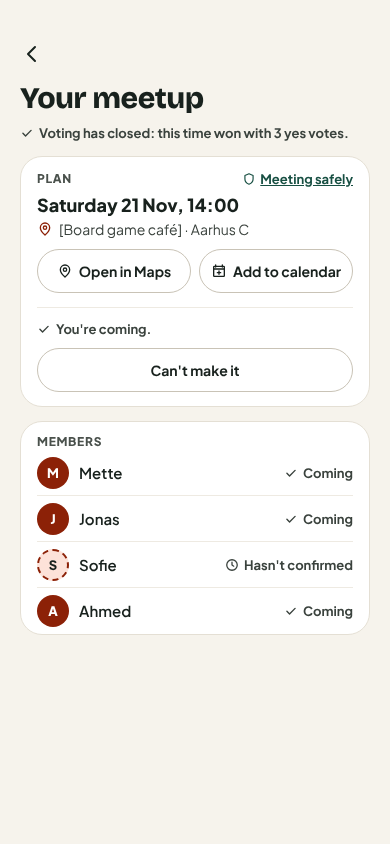 Your meetup
Voting has closed: this time won with 3 yes votes.
PLAN
Meeting safely
Saturday 21 Nov, 14:00
[Board game café] · Aarhus C
Open in Maps
Add to calendar
You're coming.
Can't make it
MEMBERS
M Mette Coming
J Jonas Coming
S Sofie Hasn't confirmed
A Ahmed Coming